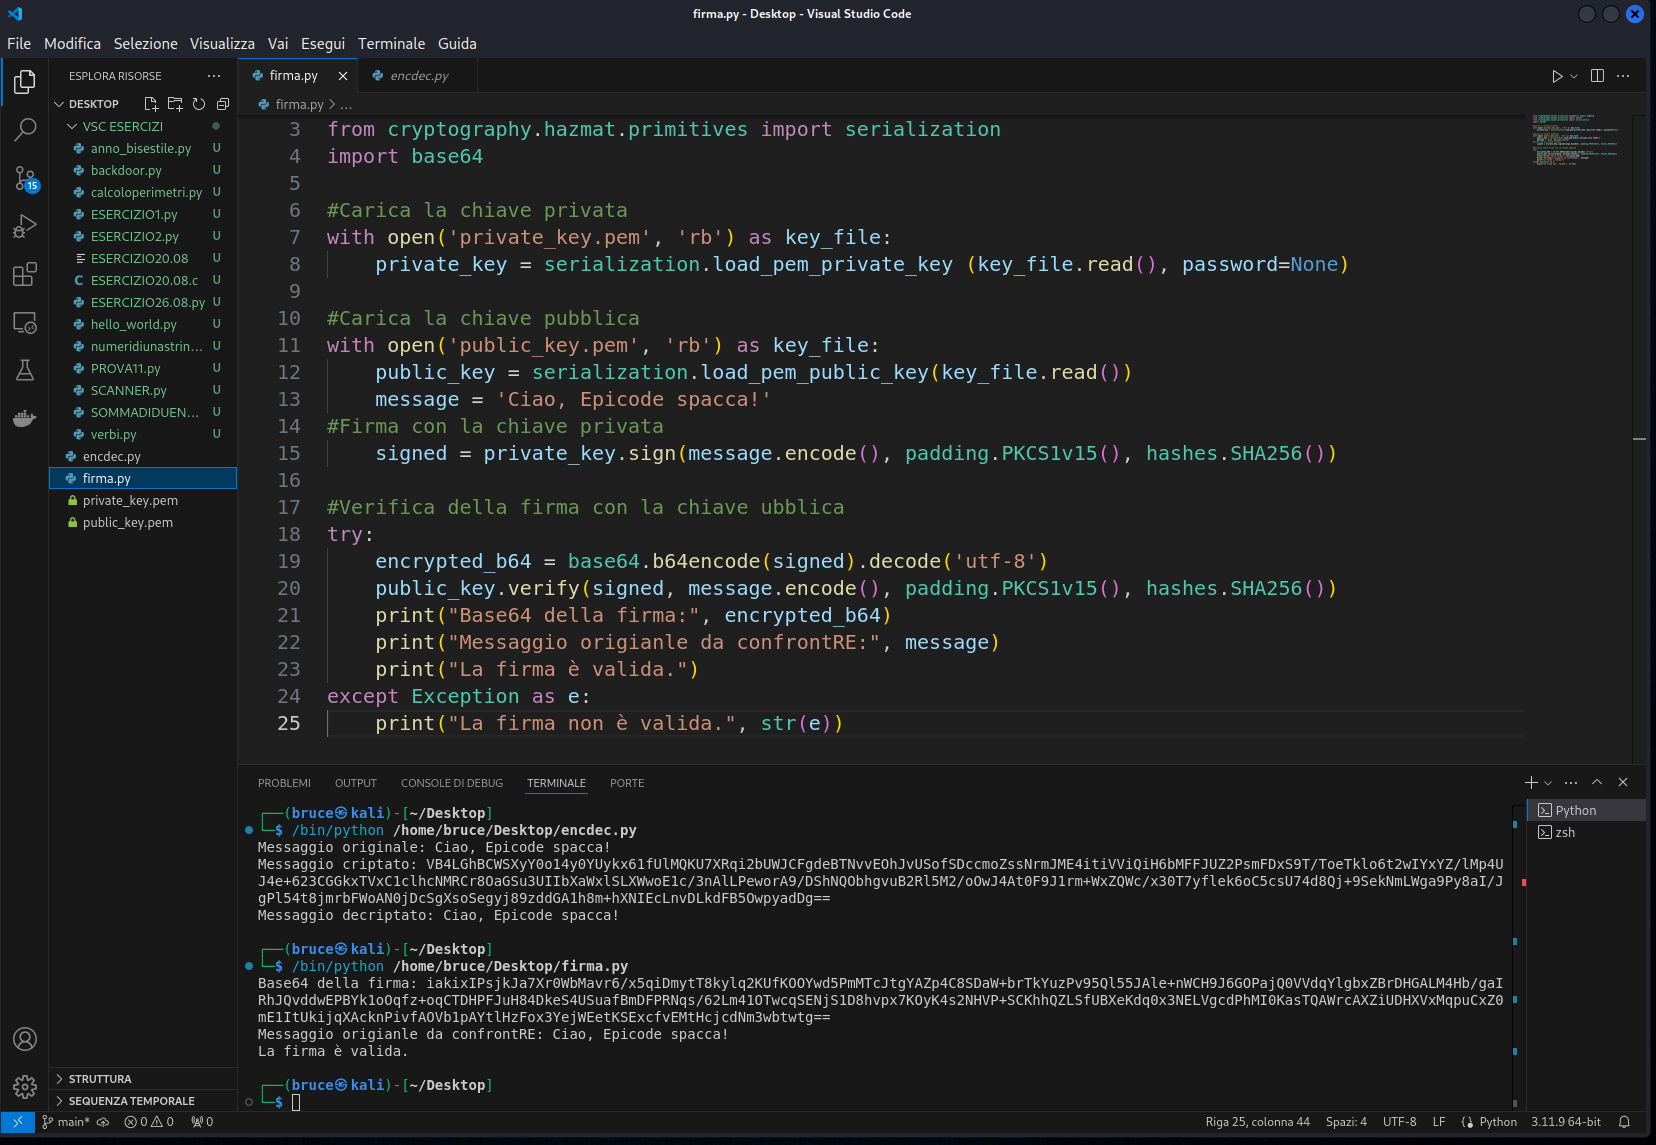 firma.py - Desktop - Visual Studio Code
File Modifica Selezione Visualizza Vai Esegui Terminale Guida
ESPLORA RISORSE
DESKTOP
VSC ESERCIZI
anno_bisestile.py U
backdoor.py U
calcoloperimetri.py U
ESERCIZIO1.py U
ESERCIZIO2.py U
ESERCIZIO20.08 U
C ESERCIZIO20.08.c U
ESERCIZIO26.08.py U
hello_world.py U
numeridiunastrin... U
PROVA11.py U
SCANNER.py U
SOMMADIDUEN... U
verbi.py U
encdec.py
firma.py
private_key.pem
public_key.pem
STRUTTURA
SEQUENZA TEMPORALE
15
firma.py encdec.py
firma.py > ...
3 from cryptography.hazmat.primitives import serialization
4 import base64
5
6 #Carica la chiave privata
7 with open('private_key.pem', 'rb') as key_file:
8     private_key = serialization.load_pem_private_key (key_file.read(), password=None)
9
10 #Carica la chiave pubblica
11 with open('public_key.pem', 'rb') as key_file:
12     public_key = serialization.load_pem_public_key(key_file.read())
13     message = 'Ciao, Epicode spacca!'
14 #Firma con la chiave privata
15     signed = private_key.sign(message.encode(), padding.PKCS1v15(), hashes.SHA256())
16
17 #Verifica della firma con la chiave ubblica
18 try:
19     encrypted_b64 = base64.b64encode(signed).decode('utf-8')
20     public_key.verify(signed, message.encode(), padding.PKCS1v15(), hashes.SHA256())
21     print("Base64 della firma:", encrypted_b64)
22     print("Messaggio origianle da confrontRE:", message)
23     print("La firma è valida.")
24 except Exception as e:
25     print("La firma non è valida.", str(e))
PROBLEMI OUTPUT CONSOLE DI DEBUG TERMINALE PORTE
Python
zsh
┌──(bruce㉿kali)-[~/Desktop]
└─$ /bin/python /home/bruce/Desktop/encdec.py
Messaggio originale: Ciao, Epicode spacca!
Messaggio criptato: VB4LGhBCWSXyY0o14y0YUykx61fUlMQKU7XRqi2bUWJCFgdeBTNvvEOhJvUSofSDccmoZssNrmJME4itiVViQiH6bMFFJUZ2PsmFDxS9T/ToeTklo6t2wIYxYZ/lMp4U
J4e+623CGGkxTVxC1clhcNMRCr8OaGSu3UIIbXaWxlSLXWwoE1c/3nAlLPeworA9/DShNQObhgvuB2Rl5M2/oOwJ4At0F9J1rm+WxZQWc/x30T7yflek6oC5csU74d8Qj+9SekNmLWga9Py8aI/J
gPl54t8jmrbFWoAN0jDcSgXsoSegyj89zddGA1h8m+hXNIEcLnvDLkdFB5OwpyadDg==
Messaggio decriptato: Ciao, Epicode spacca!
┌──(bruce㉿kali)-[~/Desktop]
└─$ /bin/python /home/bruce/Desktop/firma.py
Base64 della firma: iakixIPsjkJa7Xr0WbMavr6/x5qiDmytT8kylq2KUfKOOYwd5PmMTcJtgYAZp4C8SDaW+brTkYuzPv95Ql55JAle+nWCH9J6GOPajQ0VVdqYlgbxZBrDHGALM4Hb/gaI
RhJQvddwEPBYk1oOqfz+oqCTDHPFJuH84DkeS4USuafBmDFPRNqs/62Lm41OTwcqSENjS1D8hvpx7KOyK4s2NHVP+SCKhhQZLSfUBXeKdq0x3NELVgcdPhMI0KasTQAWrcAXZiUDHXVxMqpuCxZ0
mE1ItUkijqXAcknPivfAOVb1pAYtlHzFox3YejWEetKSExcfvEMtHcjcdNm3wbtwtg==
Messaggio origianle da confrontRE: Ciao, Epicode spacca!
La firma è valida.
┌──(bruce㉿kali)-[~/Desktop]
└─$
main* 0 0 0 Riga 25, colonna 44 Spazi: 4 UTF-8 LF Python 3.11.9 64-bit